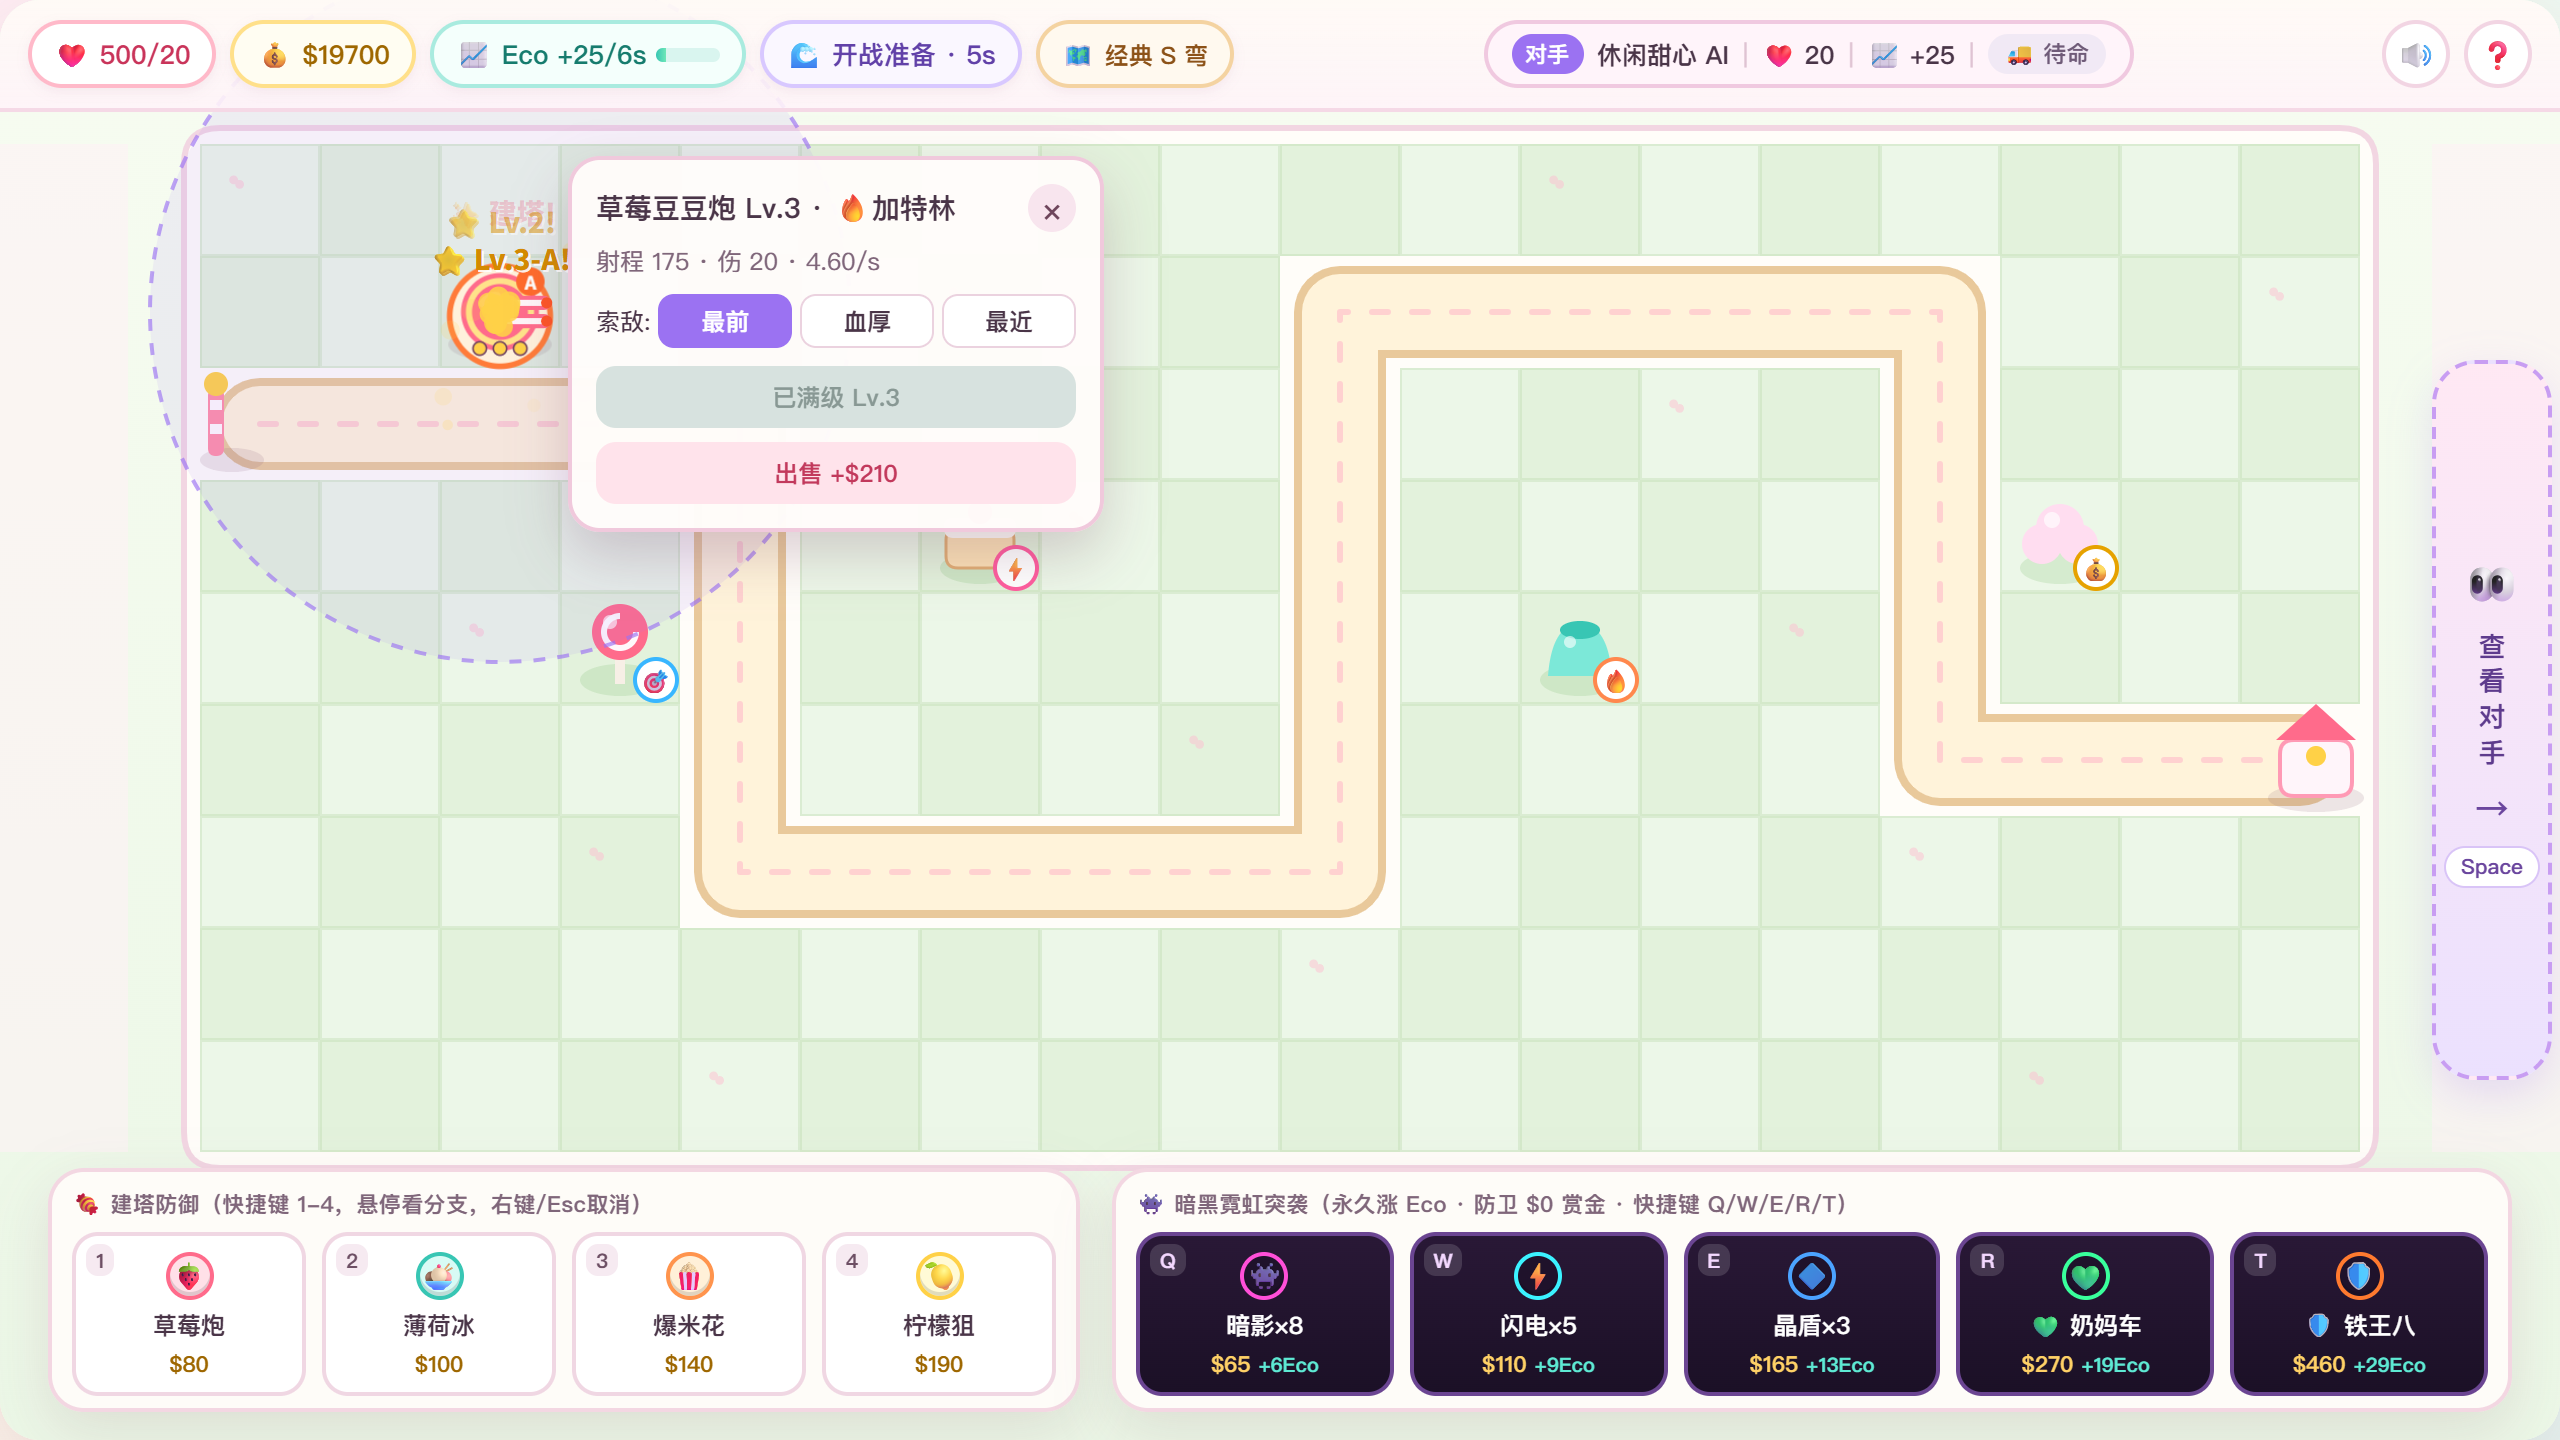 500/20
$19700
Eco +25/6s
开战准备 · 5s
经典 S 弯
对手 休闲甜心 AI 20 +25 待命
建塔!
Lv.2!
Lv.3-A!
A
草莓豆豆炮 Lv.3 · 加特林
×
射程 175 · 伤 20 · 4.60/s
索敌: 最前 血厚 最近
已满级 Lv.3
出售 +$210
查看对手
→
Space
建塔防御（快捷键 1–4，悬停看分支，右键/Esc取消）
1
草莓炮
$80
2
薄荷冰
$100
3
爆米花
$140
4
柠檬狙
$190
暗黑霓虹突袭（永久涨 Eco · 防卫 $0 赏金 · 快捷键 Q/W/E/R/T）
Q
暗影×8
$65 +6Eco
W
闪电×5
$110 +9Eco
E
晶盾×3
$165 +13Eco
R
奶妈车
$270 +19Eco
T
铁王八
$460 +29Eco